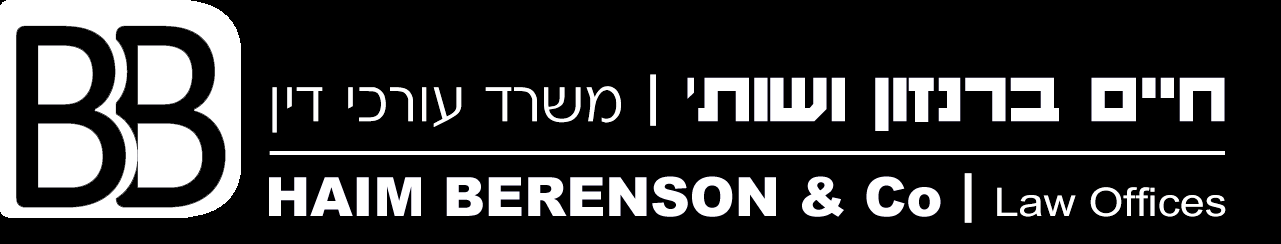 BB
חיים ברנזון ושות' | משרד עורכי דין
HAIM BERENSON & Co | Law Offices